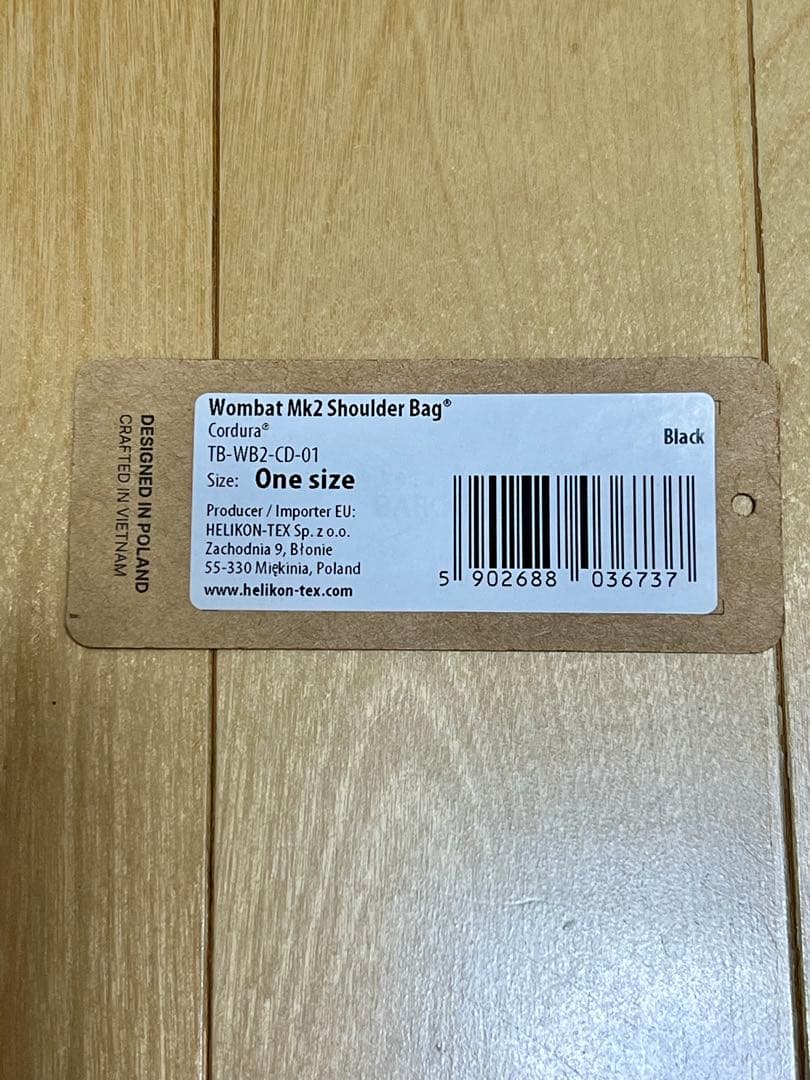 Wombat Mk2 Shoulder Bag®
Cordura®
Black
TB-WB2-CD-01
Size: One size
Producer / Importer EU:
HELIKON-TEX Sp. z o.o.
Zachodnia 9, Błonie
55-330 Miękinia, Poland
www.helikon-tex.com
5 902688 036737
DESIGNED IN POLAND
CRAFTED IN VIETNAM